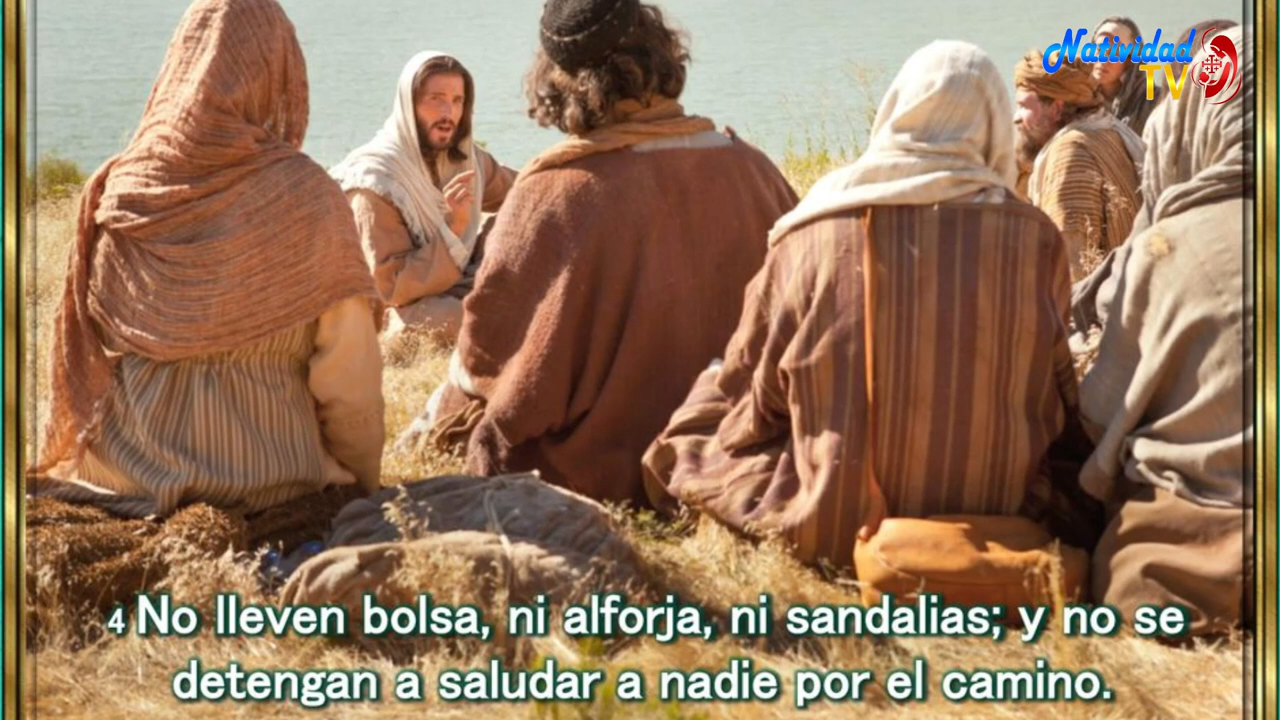 Natividad
TV
4 No lleven bolsa, ni alforja, ni sandalias; y no se
detengan a saludar a nadie por el camino.